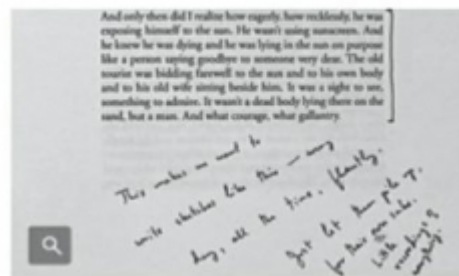 And only then did I realize how eagerly, how recklessly, he was
exposing himself to the sun. He wasn't using sunscreen. And
he knew he was dying and he was lying in the sun on purpose
like a person saying goodbye to someone very dear. The old
tourist was bidding farewell to the sun and to his own body
and to his old wife sitting beside him. It was a sight to see,
something to admire. It wasn't a dead body lying there on the
sand, but a man. And what courage, what gallantry.
This makes me want to
write sketches like this — every
day, all the time, fluently.
Just let them pile up,
for their own sake.